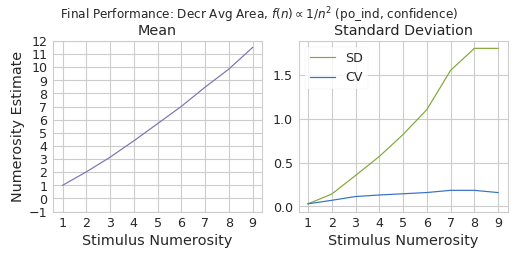 Final Performance: Decr Avg Area, f(n) ∝ 1/n² (po_ind, confidence)
Mean
Standard Deviation
Numerosity Estimate
12
11
10
9
8
7
6
5
4
3
2
1
0
−1
1 2 3 4 5 6 7 8 9
Stimulus Numerosity
SD
CV
1.5
1.0
0.5
0.0
1 2 3 4 5 6 7 8 9
Stimulus Numerosity